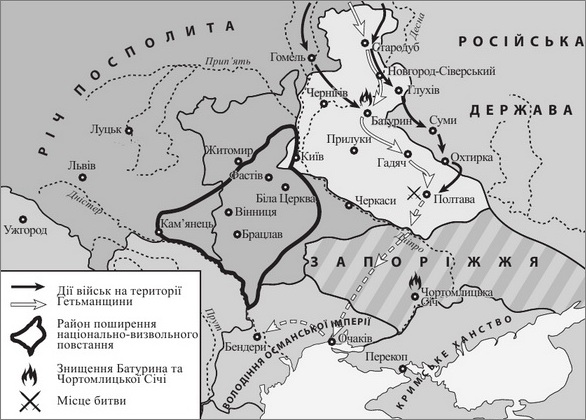 РІЧ ПОСПОЛИТА
РОСІЙСЬКА
ДЕРЖАВА
Десна
Стародуб
Гомель
Прип'ять
Новгород-Сіверський
Чернігів
Глухів
Батурин
Суми
Луцьк
Прилуки
Гадяч
Охтирка
Житомир
Київ
Львів
Фастів
Біла Церква
Полтава
Дністер
Черкаси
Вінниця
Ужгород
Кам'янець
Брацлав
Дніпро
ЗАПОРІЖЖЯ
Чортомлицька
Січ
Прут
Бендери
ВОЛОДІННЯ ОСМАНСЬКОЇ ІМПЕРІЇ
Очаків
Перекоп
КРИМСЬКЕ ХАНСТВО
Дії військ на території
Гетьманщини
Район поширення
національно-визвольного
повстання
Знищення Батурина та
Чортомлицької Січі
Місце битви